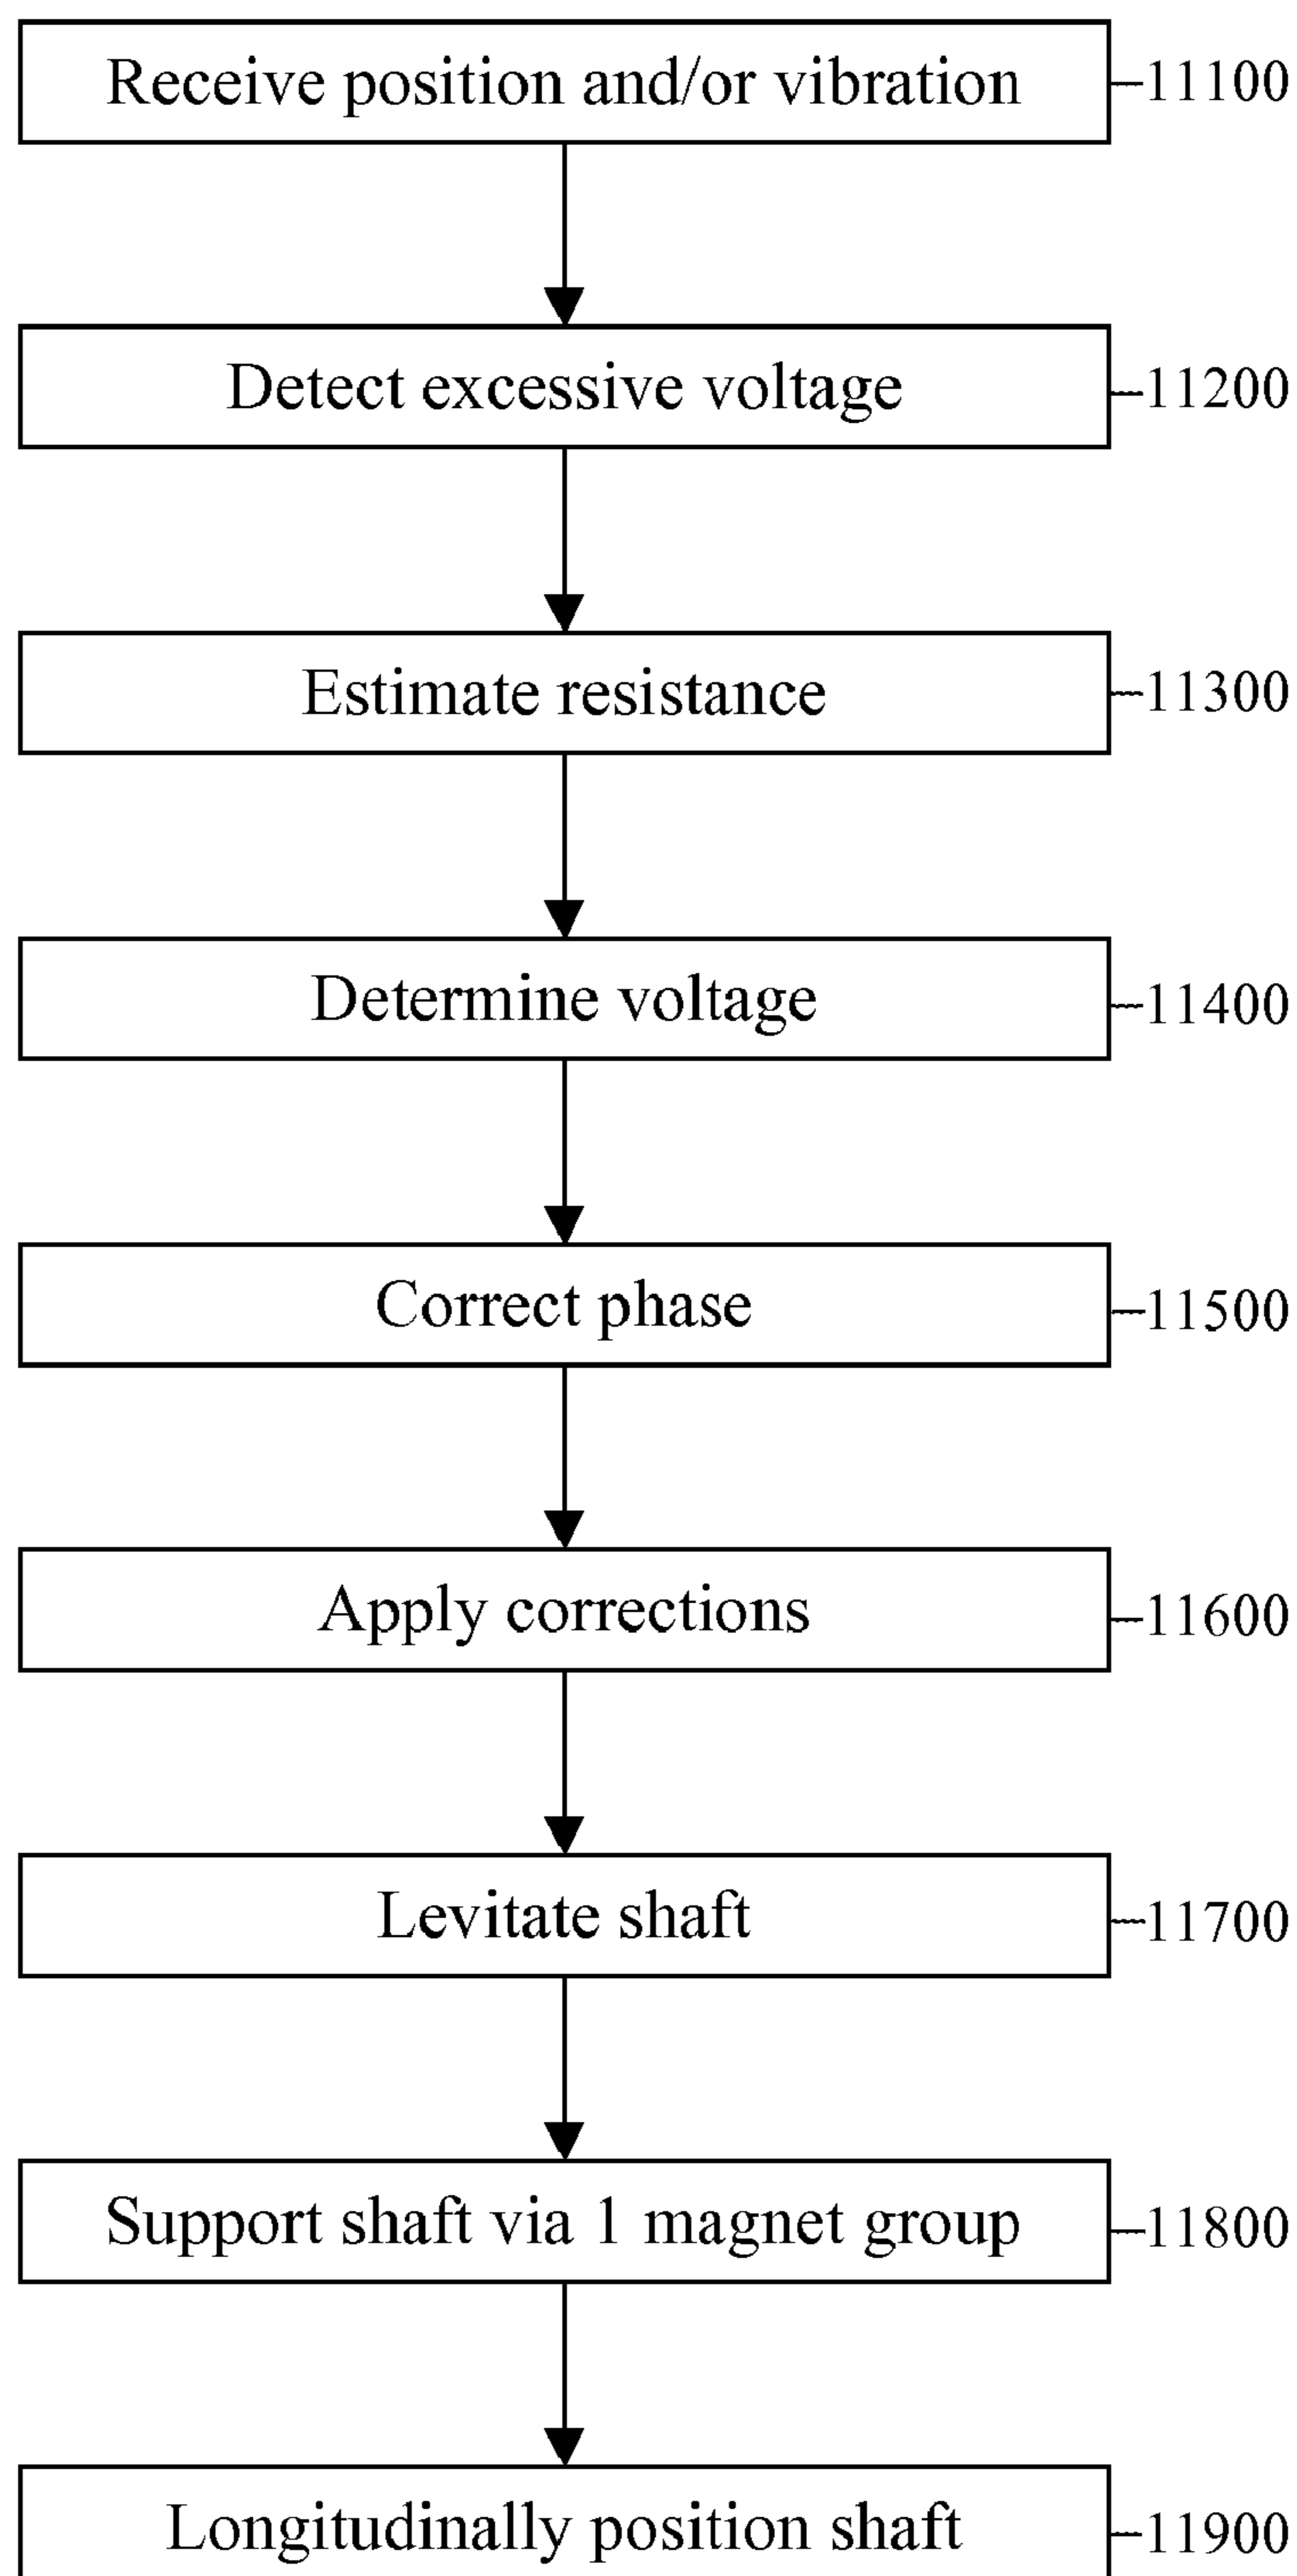 Receive position and/or vibration 11100
Detect excessive voltage 11200
Estimate resistance 11300
Determine voltage 11400
Correct phase 11500
Apply corrections 11600
Levitate shaft 11700
Support shaft via 1 magnet group 11800
Longitudinally position shaft 11900